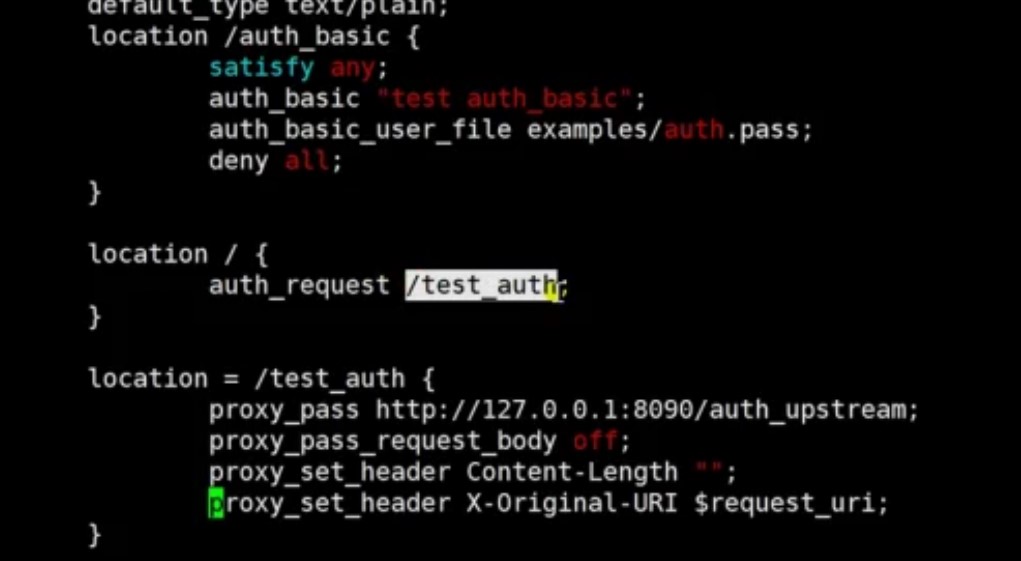 default_type text/plain;
location /auth_basic {
satisfy any;
auth_basic "test auth_basic";
auth_basic_user_file examples/auth.pass;
deny all;
}
location / {
auth_request /test_auth;
}
location = /test_auth {
proxy_pass http://127.0.0.1:8090/auth_upstream;
proxy_pass_request_body off;
proxy_set_header Content-Length "";
proxy_set_header X-Original-URI $request_uri;
}